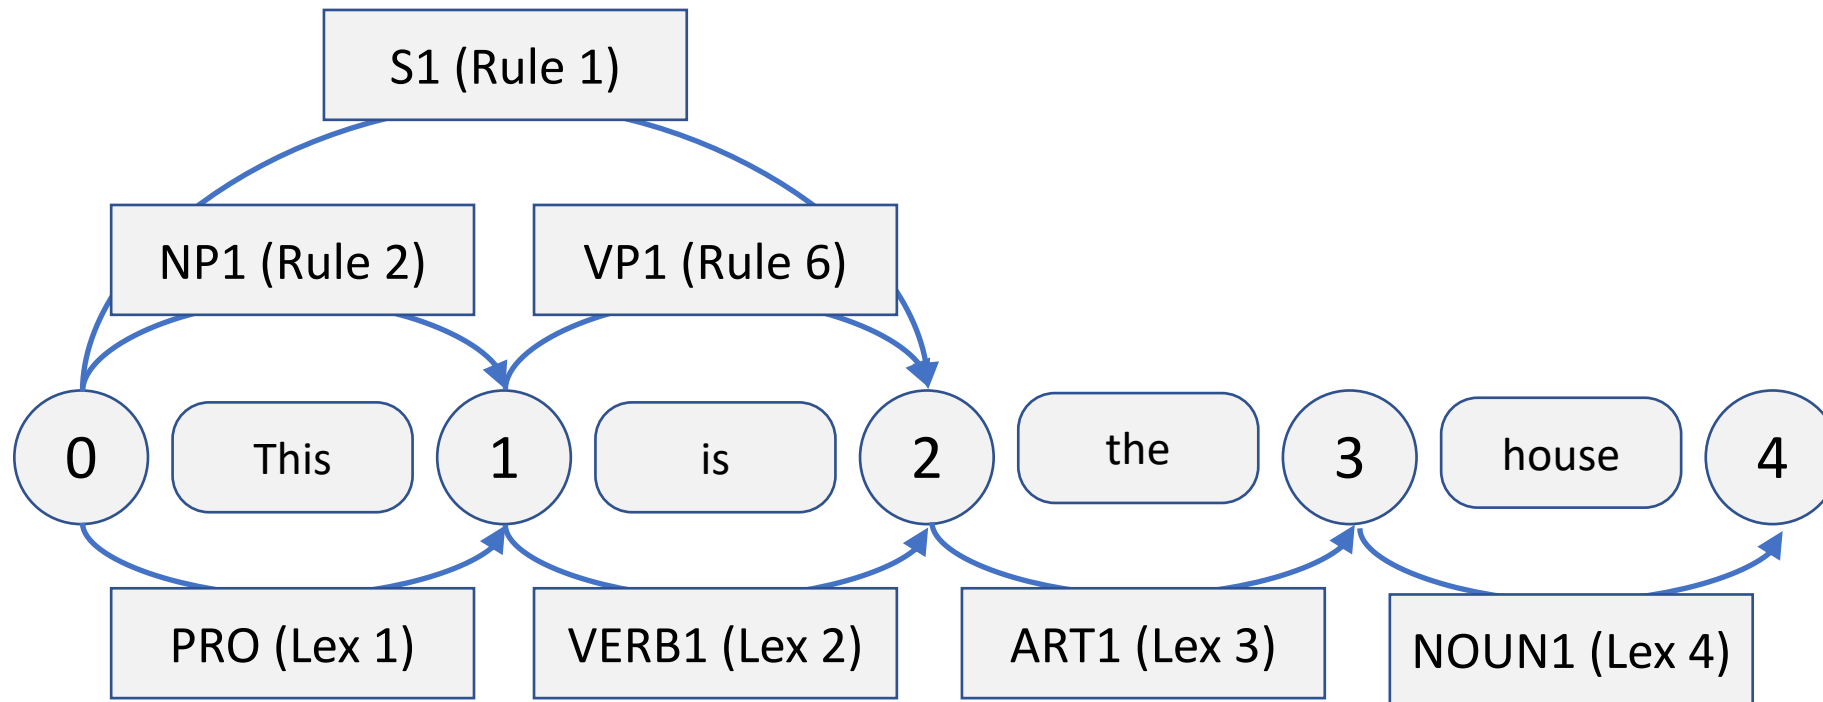 S1 (Rule 1)
NP1 (Rule 2)
VP1 (Rule 6)
0
This
1
is
2
the
3
house
4
PRO (Lex 1)
VERB1 (Lex 2)
ART1 (Lex 3)
NOUN1 (Lex 4)